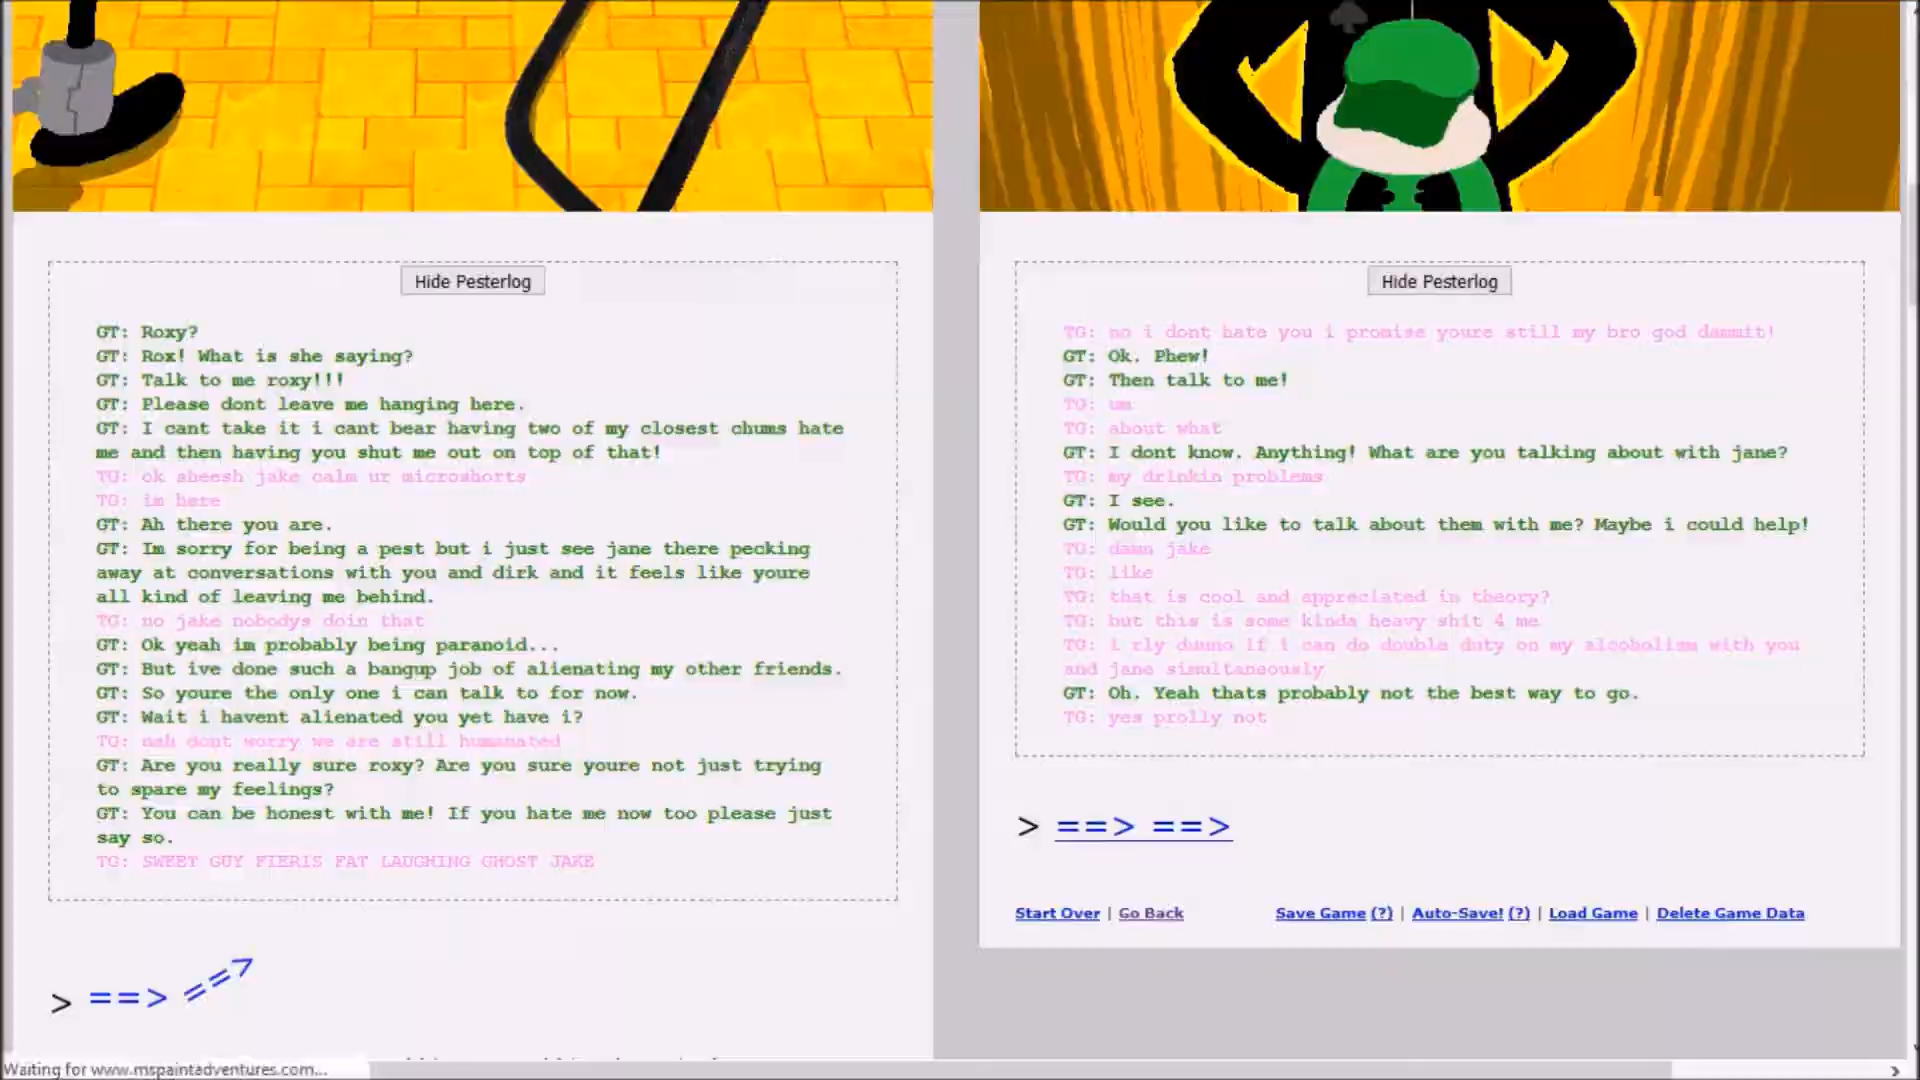 Hide Pesterlog
GT: Roxy?
GT: Rox! What is she saying?
GT: Talk to me roxy!!!
GT: Please dont leave me hanging here.
GT: I cant take it i cant bear having two of my closest chums hate
me and then having you shut me out on top of that!
TG: ok sheesh jake calm ur microshorts
TG: im here
GT: Ah there you are.
GT: Im sorry for being a pest but i just see jane there pecking
away at conversations with you and dirk and it feels like youre
all kind of leaving me behind.
TG: no jake nobodys doin that
GT: Ok yeah im probably being paranoid...
GT: But ive done such a bangup job of alienating my other friends.
GT: So youre the only one i can talk to for now.
GT: Wait i havent alienated you yet have i?
TG: nah dont worry we are still humanated
GT: Are you really sure roxy? Are you sure youre not just trying
to spare my feelings?
GT: You can be honest with me! If you hate me now too please just
say so.
TG: SWEET GUY FIERIS FAT LAUGHING GHOST JAKE
> ==> ==>
Hide Pesterlog
TG: no i dont hate you i promise youre still my bro god dammit!
GT: Ok. Phew!
GT: Then talk to me!
TG: um
TG: about what
GT: I dont know. Anything! What are you talking about with jane?
TG: my drinkin problems
GT: I see.
GT: Would you like to talk about them with me? Maybe i could help!
TG: damn jake
TG: like
TG: that is cool and appreciated in theory?
TG: but this is some kinda heavy shit 4 me
TG: i rly dunno if i can do double duty on my alcoholism with you
and jane simultaneously
GT: Oh. Yeah thats probably not the best way to go.
TG: yes prolly not
> ==> ==>
Start Over | Go Back Save Game (?) | Auto-Save! (?) | Load Game | Delete Game Data
Waiting for www.mspaintadventures.com...